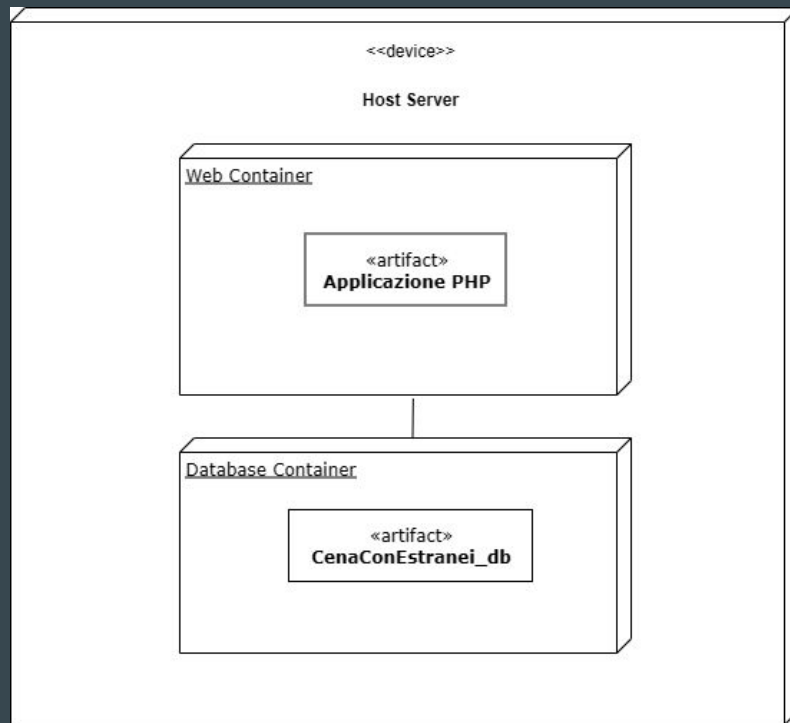 <<device>>
Host Server
Web Container
«artifact»
Applicazione PHP
Database Container
«artifact»
CenaConEstranei_db